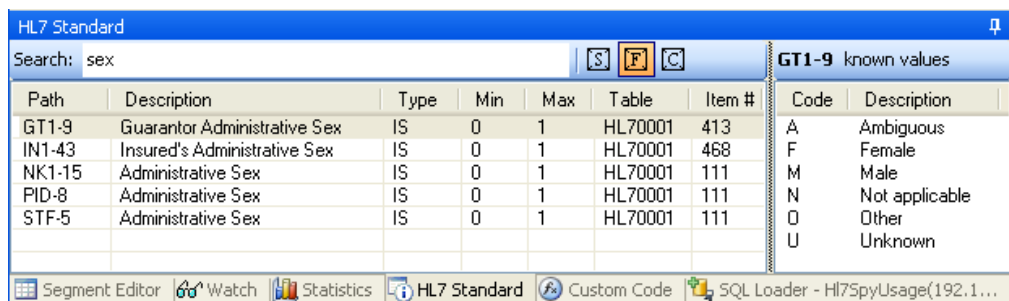 HL7 Standard
Search: sex S F C GT1-9 known values
Path Description Type Min Max Table Item # Code Description
GT1-9 Guarantor Administrative Sex IS 0 1 HL70001 413 A Ambiguous
IN1-43 Insured's Administrative Sex IS 0 1 HL70001 468 F Female
NK1-15 Administrative Sex IS 0 1 HL70001 111 M Male
PID-8 Administrative Sex IS 0 1 HL70001 111 N Not applicable
STF-5 Administrative Sex IS 0 1 HL70001 111 O Other
U Unknown
Segment Editor Watch Statistics HL7 Standard Custom Code SQL Loader - Hl7SpyUsage(192.1...